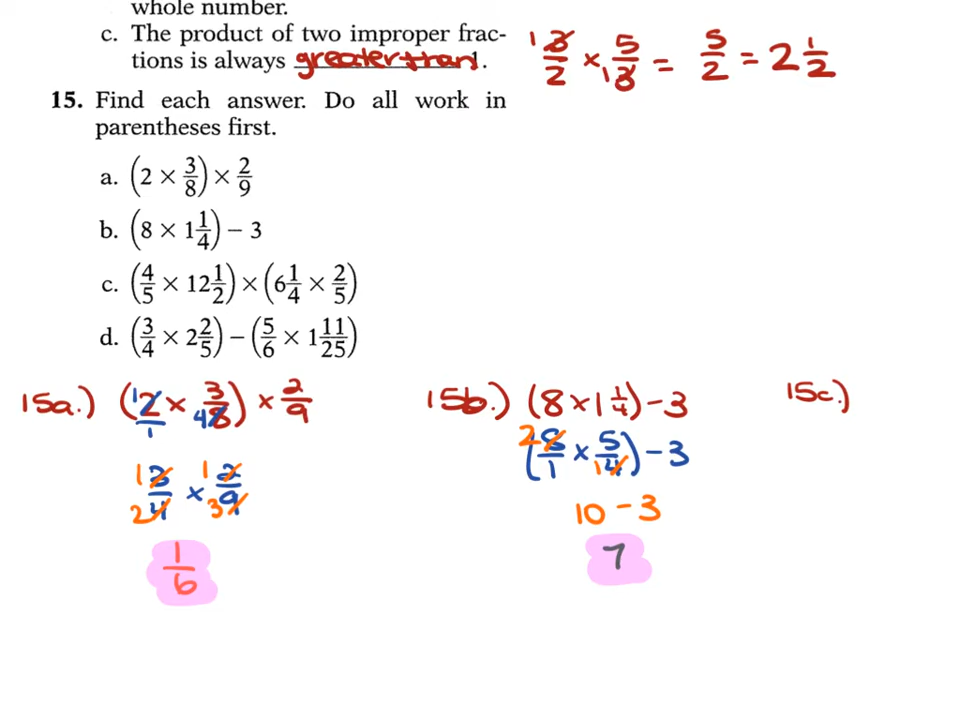 whole number.
c. The product of two improper frac-
tions is always greater than 1.
1 3/2 × 5/3 1 = 5/2 = 2 1/2
15. Find each answer. Do all work in
parentheses first.
a. (2 × 3/8) × 2/9
b. (8 × 1 1/4) − 3
c. (4/5 × 12 1/2) × (6 1/4 × 2/5)
d. (3/4 × 2 2/5) − (5/6 × 1 11/25)
15a.) (1 2/1 × 3/8 4) × 2/9
1 3/4 2 × 1 2/9 3
1/6
15b.) (8 × 1 1/4) − 3
(2 8/1 × 5/4 1) − 3
10 − 3
7
15c.)